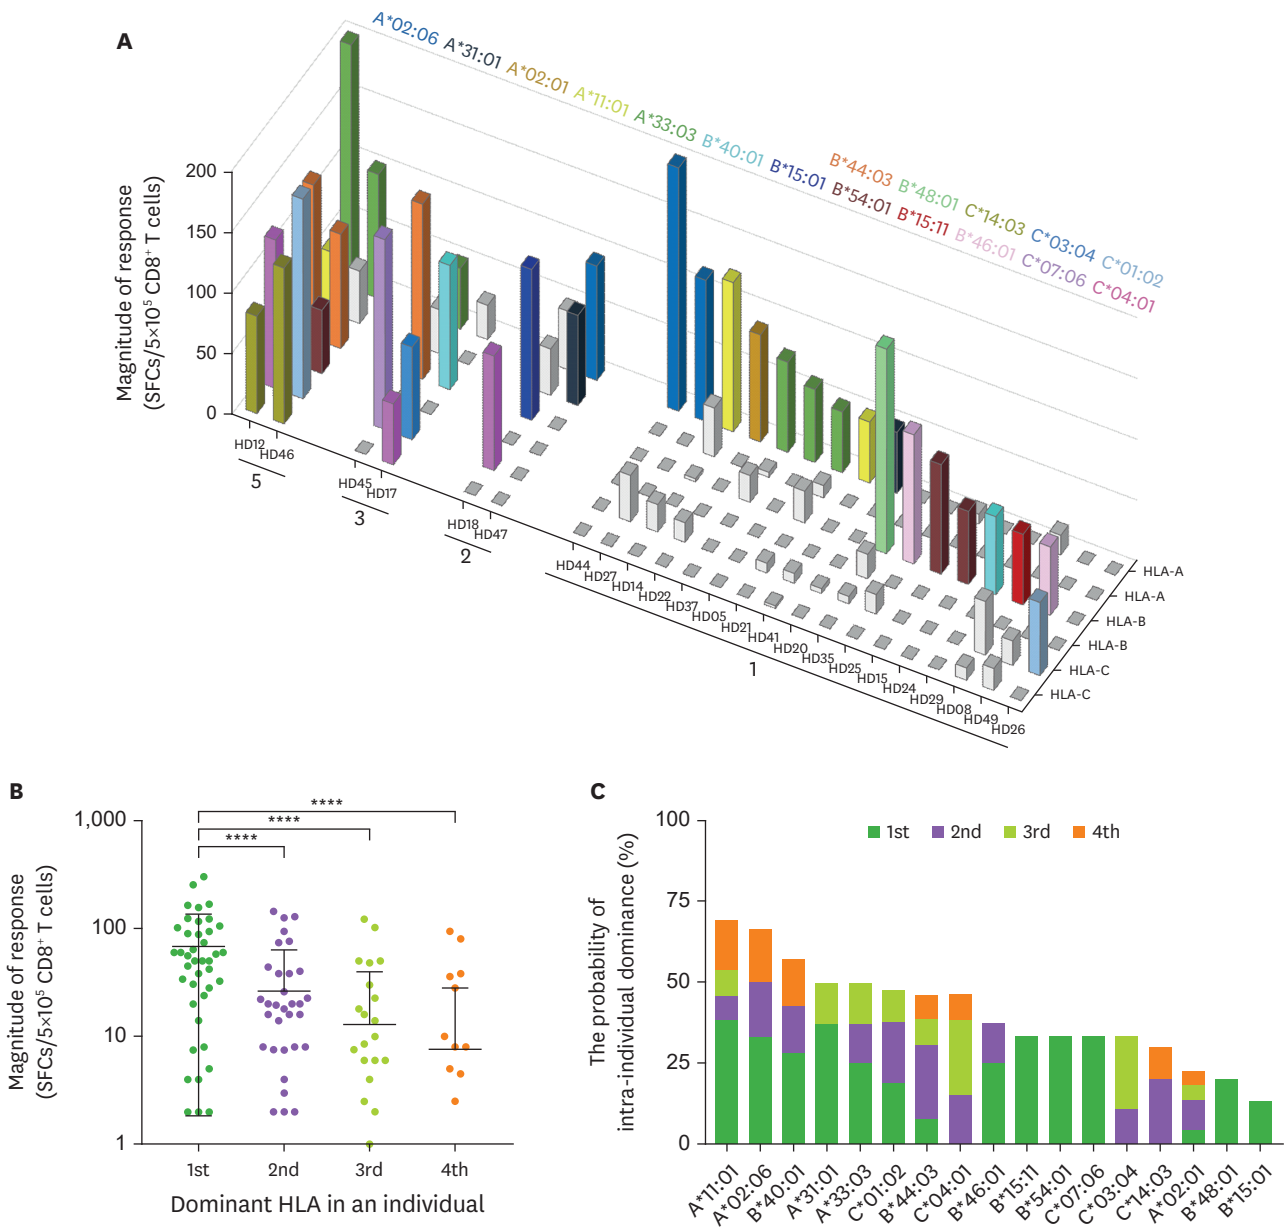 A
A*02:06 A*31:01 A*02:01 A*11:01 A*33:03 B*40:01 B*15:01 B*54:01 B*15:11 B*46:01 C*07:06 C*04:01
B*44:03 B*48:01 C*14:03 C*03:04 C*01:02
Magnitude of response
(SFCs/5×10⁵ CD8⁺ T cells)
200
150
100
50
0
HD12
HD46
5
HD45
HD17
3
HD18
HD47
2
HD44
HD27
HD14
HD22
HD37
HD05
HD21
HD41
HD20
HD35
HD25
HD15
HD24
HD29
HD08
HD49
HD26
1
HLA-A
HLA-A
HLA-B
HLA-B
HLA-C
HLA-C
B
Magnitude of response
(SFCs/5×10⁵ CD8⁺ T cells)
1,000
100
10
1
****
****
****
1st 2nd 3rd 4th
Dominant HLA in an individual
C
The probability of
intra-individual dominance (%)
100
75
50
25
0
1st 2nd 3rd 4th
A*11:01
A*02:06
B*40:01
A*31:01
A*33:03
C*01:02
B*44:03
C*04:01
B*46:01
B*15:11
B*54:01
C*07:06
C*03:04
C*14:03
A*02:01
B*48:01
B*15:01